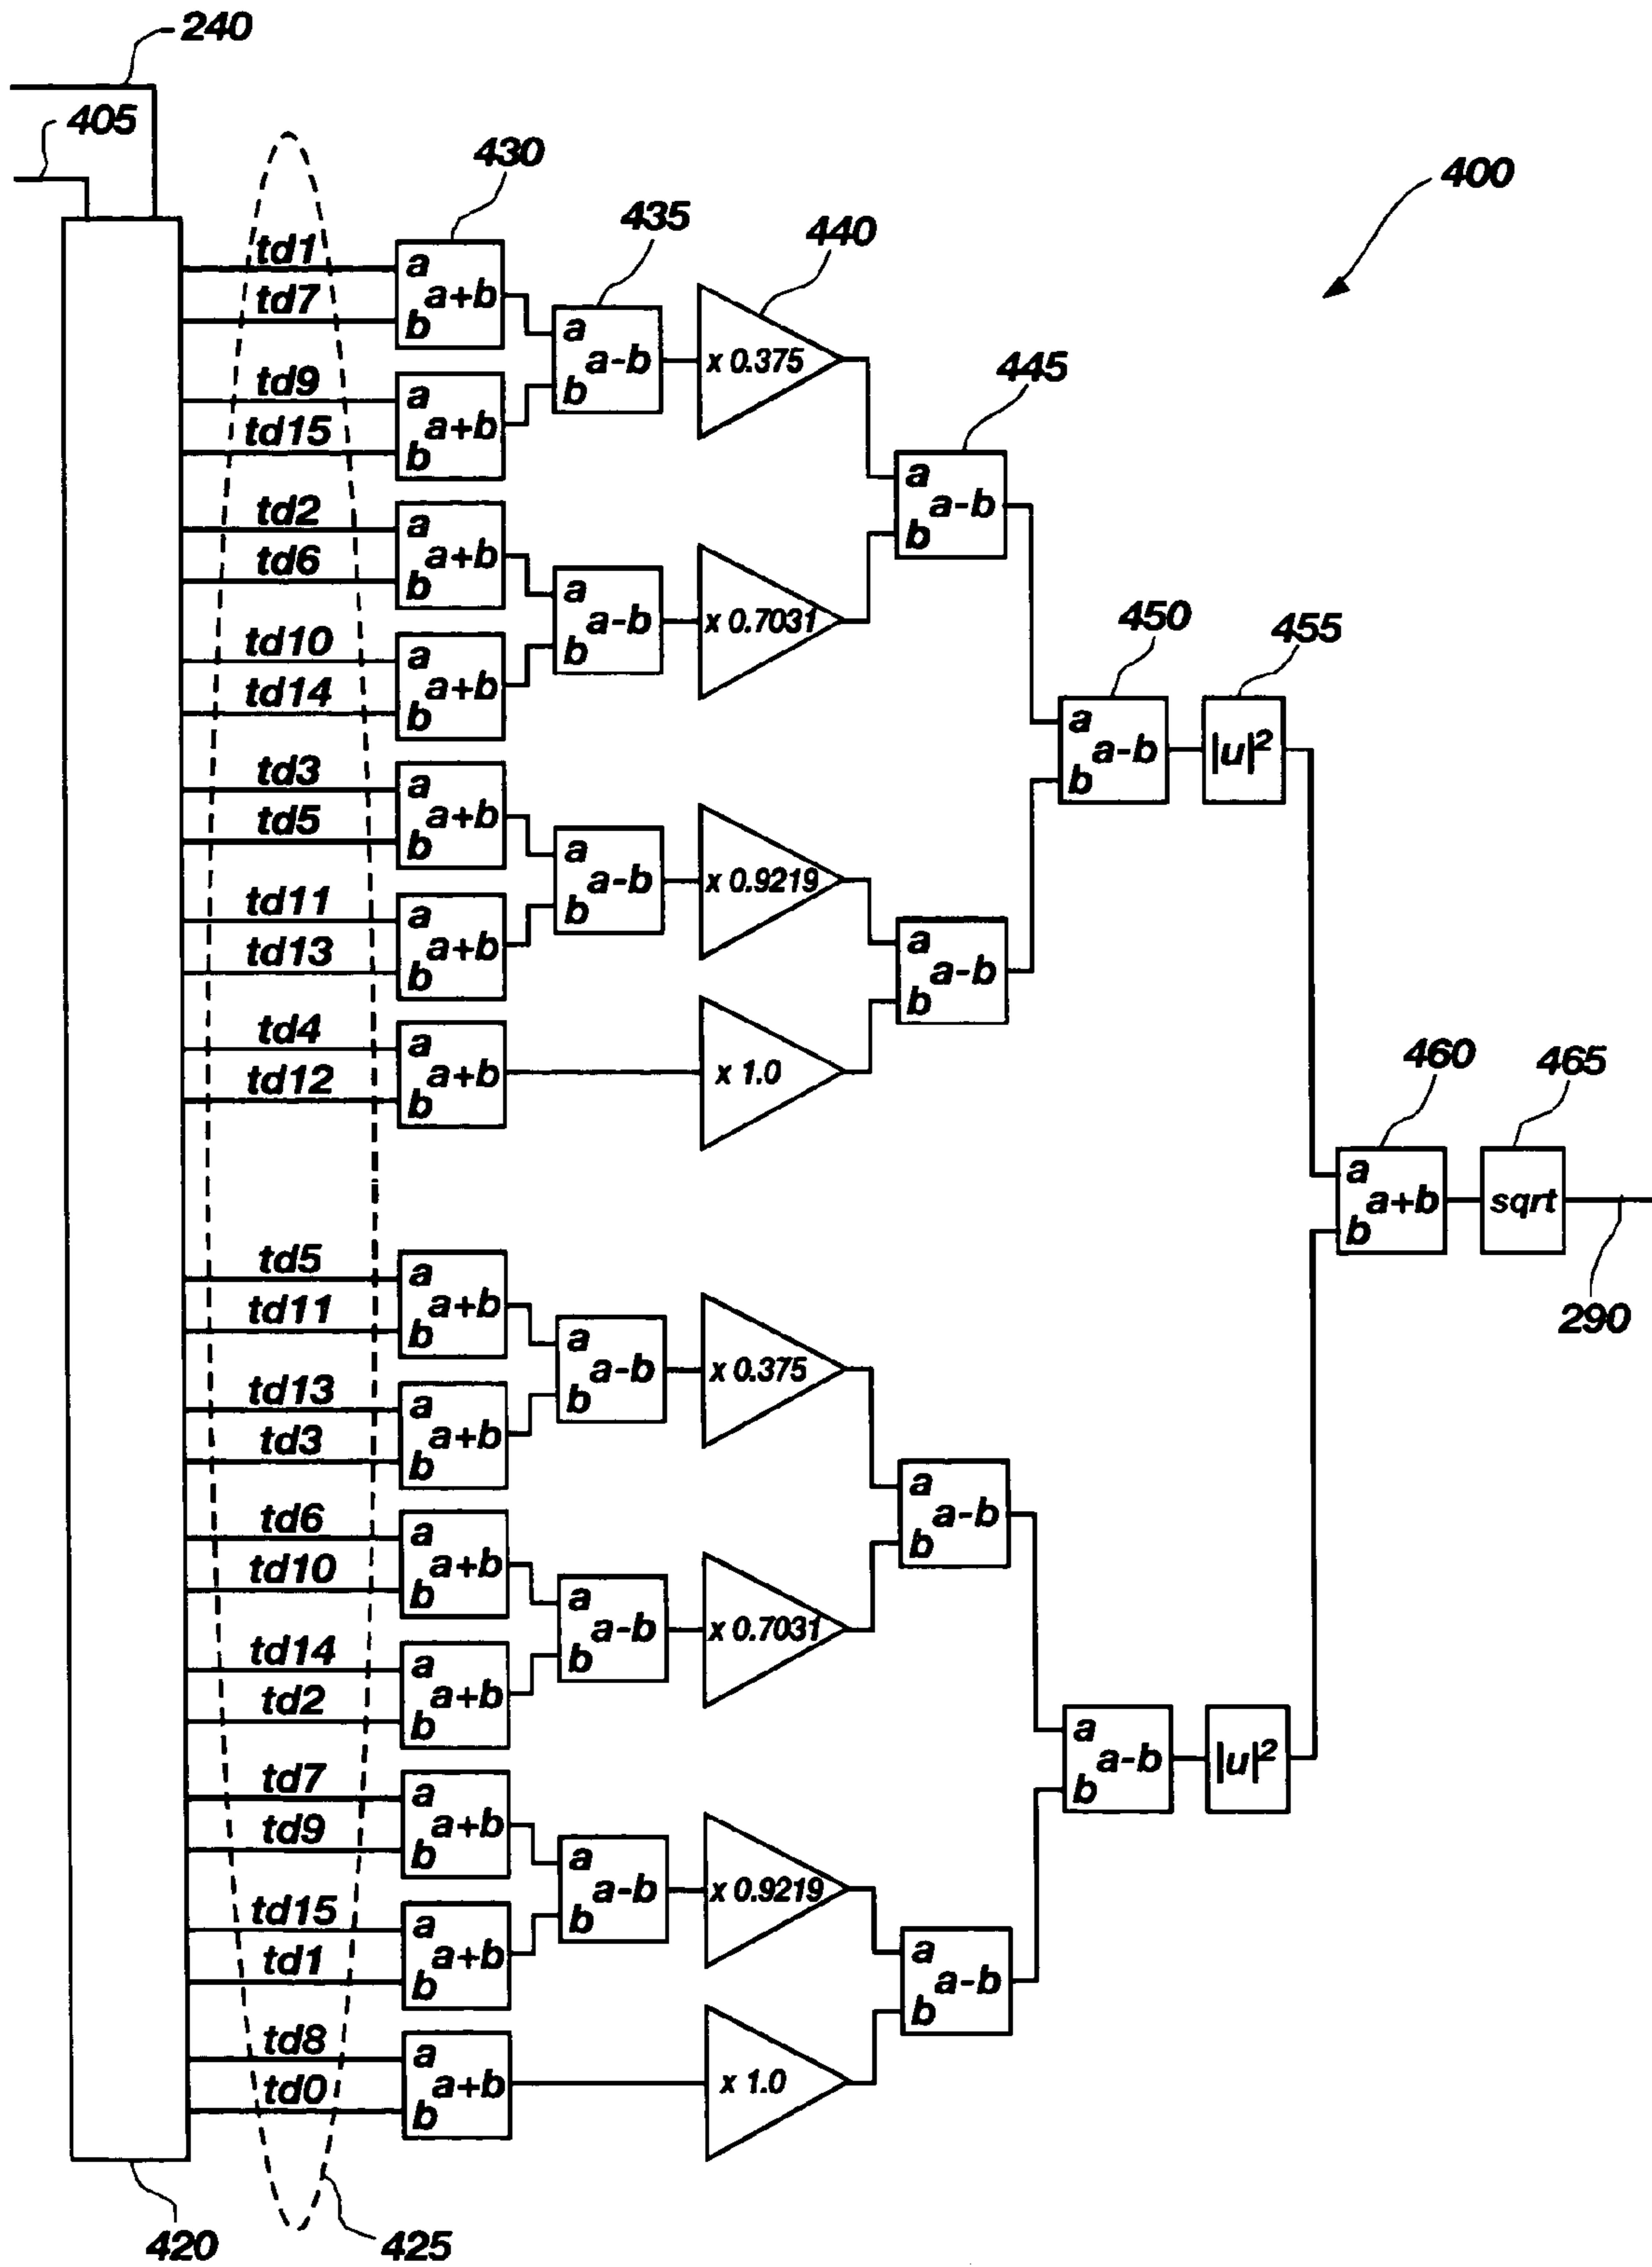 240
405
430
400
435
440
td1
a
a+b
td7
b
a
a-b
b
x 0.375
td9
a
a+b
td15
b
445
a
a-b
b
td2
a
a+b
td6
b
a
a-b
b
x 0.7031
td10
a
a+b
td14
b
450
455
a
a-b
b
|u|²
td3
a
a+b
td5
b
a
a-b
b
x 0.9219
td11
a
a+b
td13
b
a
a-b
b
td4
a
a+b
td12
b
x 1.0
460
465
a
a+b
b
sqrt
290
td5
a
a+b
td11
b
a
a-b
b
x 0.375
td13
a
a+b
td3
b
a
a-b
b
td6
a
a+b
td10
b
a
a-b
b
x 0.7031
td14
a
a+b
td2
b
a
a-b
b
|u|²
td7
a
a+b
td9
b
a
a-b
b
x 0.9219
td15
a
a+b
td1
b
a
a-b
b
td8
a
a+b
td0
b
x 1.0
420
425